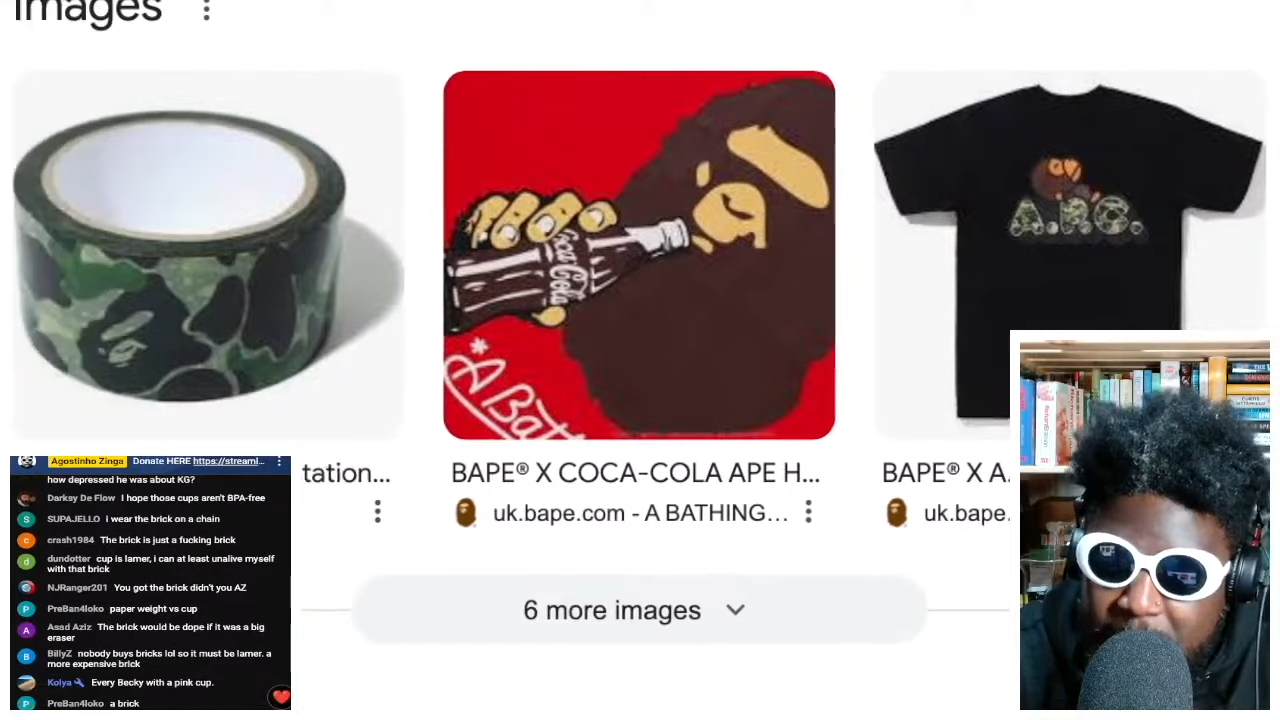 Images
Coca-Cola
A Bat
A.P.C.
tation...
BAPE® X COCA-COLA APE H...
BAPE® X A.
uk.bape.com - A BATHING...
uk.bape.
6 more images
Agostinho Zinga Donate HERE https://streaml...
how depressed he was about KG?
Darksy De Flow I hope those cups aren't BPA-free
SUPAJELLO i wear the brick on a chain
crash1984 The brick is just a fucking brick
dundotter cup is lamer, i can at least unalive myself
with that brick
NJRanger201 You got the brick didn't you AZ
PreBan4loko paper weight vs cup
Asad Aziz The brick would be dope if it was a big
eraser
BillyZ nobody buys bricks lol so it must be lamer. a
more expensive brick
Kolya Every Becky with a pink cup.
PreBan4loko a brick